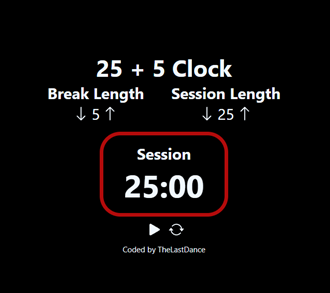 25 + 5 Clock
Break Length Session Length
↓ 5 ↑ ↓ 25 ↑
Session
25:00
Coded by TheLastDance